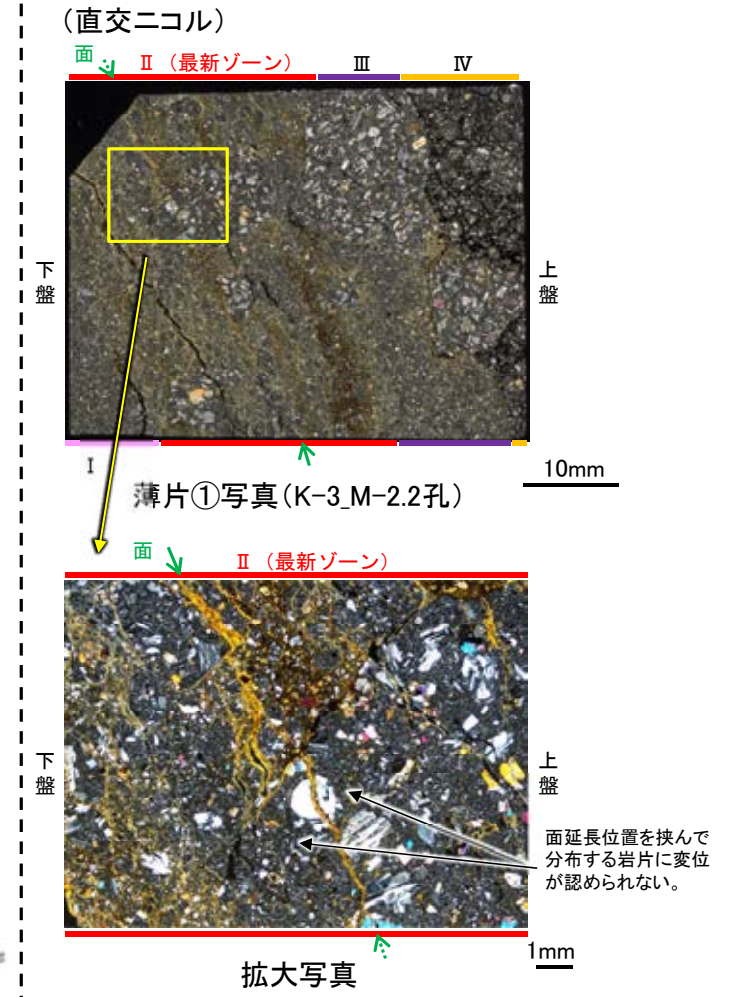 (直交ニコル)
面 Ⅱ (最新ゾーン) Ⅲ Ⅳ
下盤
上盤
Ⅰ
10mm
薄片①写真(K-3_M-2.2孔)
面 Ⅱ (最新ゾーン)
下盤
上盤
面延長位置を挟んで
分布する岩片に変位
が認められない。
1mm
拡大写真